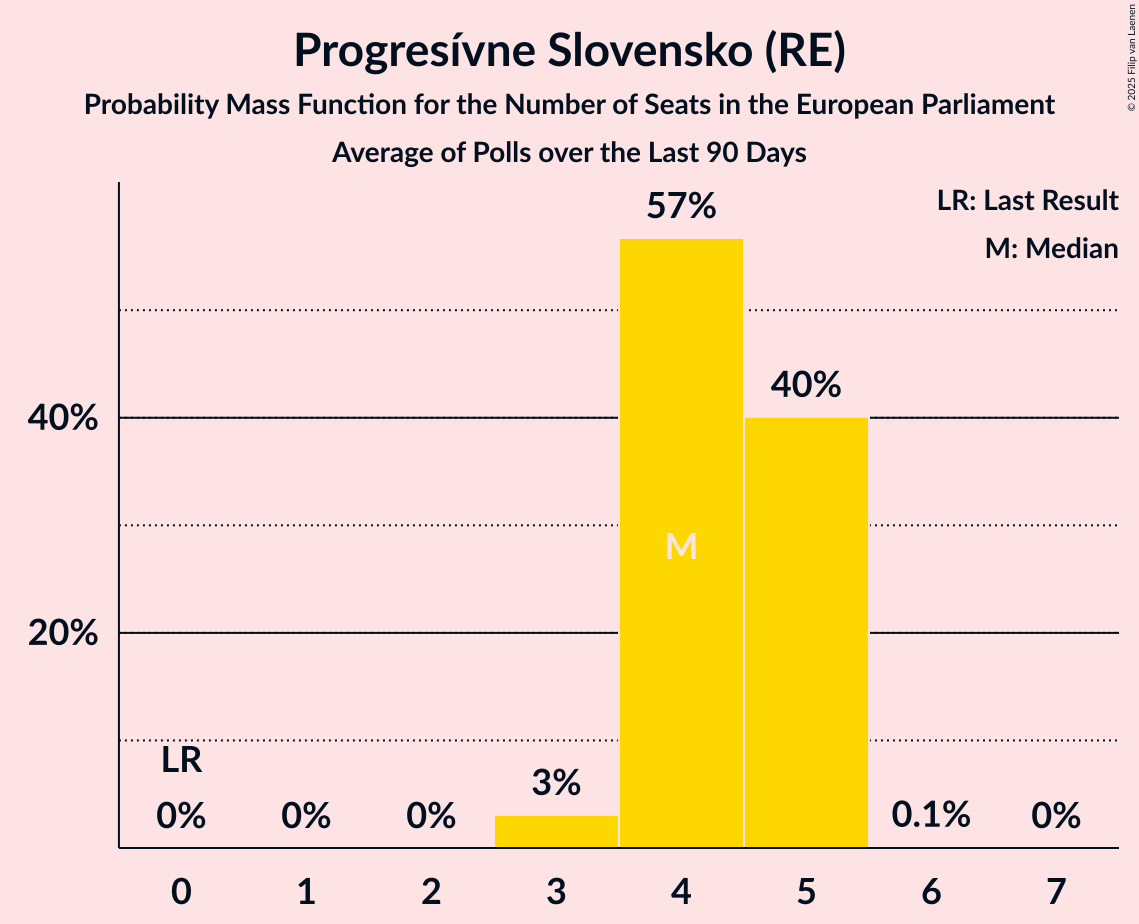 Progresívne Slovensko (RE)
Probability Mass Function for the Number of Seats in the European Parliament
Average of Polls over the Last 90 Days
© 2025 Filip van Laenen
LR: Last Result
M: Median
57%
40%
40%
M
20%
LR
3%
0%
0%
0%
0.1%
0%
0 1 2 3 4 5 6 7